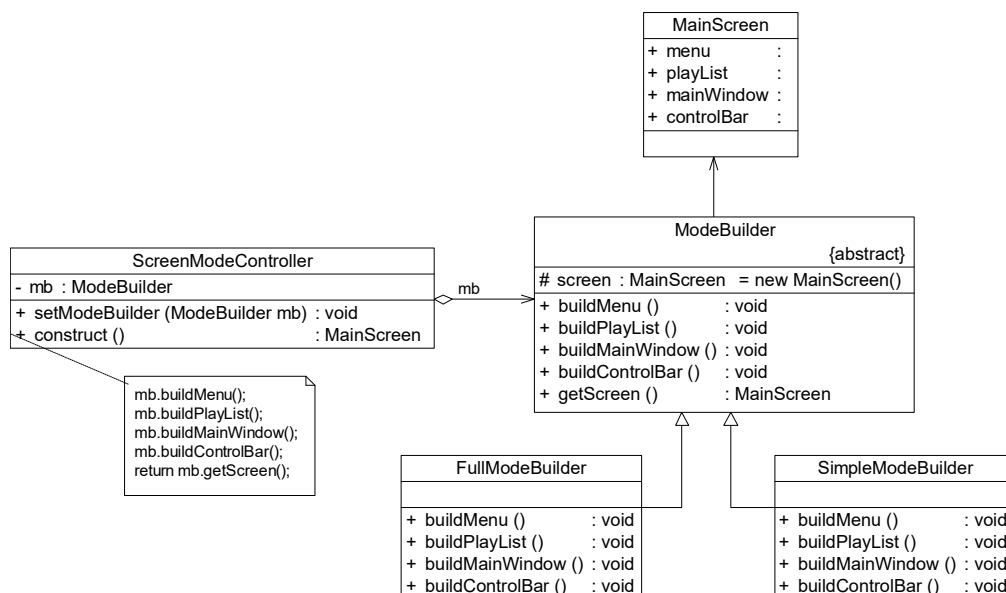 MainScreen
+ menu :
+ playList :
+ mainWindow :
+ controlBar :
ModeBuilder
{abstract}
# screen : MainScreen = new MainScreen()
+ buildMenu () : void
+ buildPlayList () : void
+ buildMainWindow () : void
+ buildControlBar () : void
+ getScreen () : MainScreen
ScreenModeController
- mb : ModeBuilder
+ setModeBuilder (ModeBuilder mb) : void
+ construct () : MainScreen
mb
mb.buildMenu();
mb.buildPlayList();
mb.buildMainWindow();
mb.buildControlBar();
return mb.getScreen();
FullModeBuilder
+ buildMenu () : void
+ buildPlayList () : void
+ buildMainWindow () : void
+ buildControlBar () : void
SimpleModeBuilder
+ buildMenu () : void
+ buildPlayList () : void
+ buildMainWindow () : void
+ buildControlBar () : void